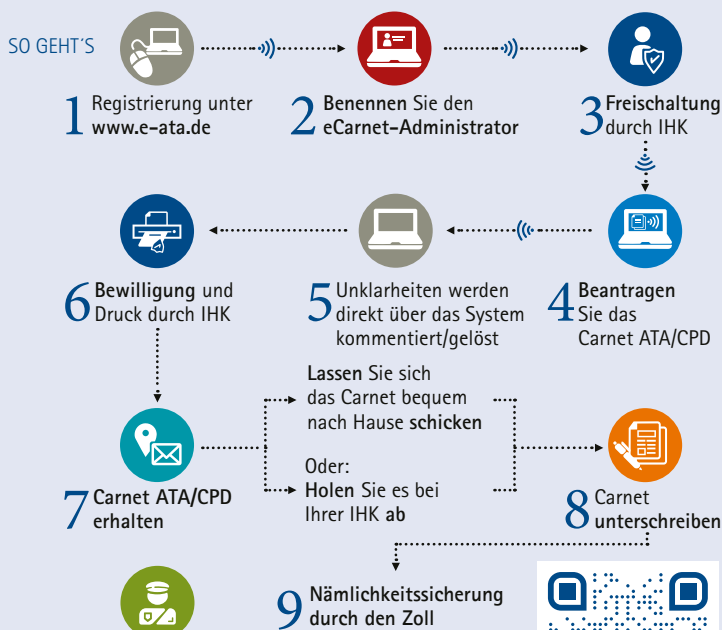 SO GEHT´S
1 Registrierung unter
www.e-ata.de
2 Benennen Sie den
eCarnet-Administrator
3 Freischaltung
durch IHK
4 Beantragen
Sie das
Carnet ATA/CPD
5 Unklarheiten werden
direkt über das System
kommentiert/gelöst
6 Bewilligung und
Druck durch IHK
7 Carnet ATA/CPD
erhalten
Lassen Sie sich
das Carnet bequem
nach Hause schicken
Oder:
Holen Sie es bei
Ihrer IHK ab
8 Carnet
unterschreiben
9 Nämlichkeitssicherung
durch den Zoll